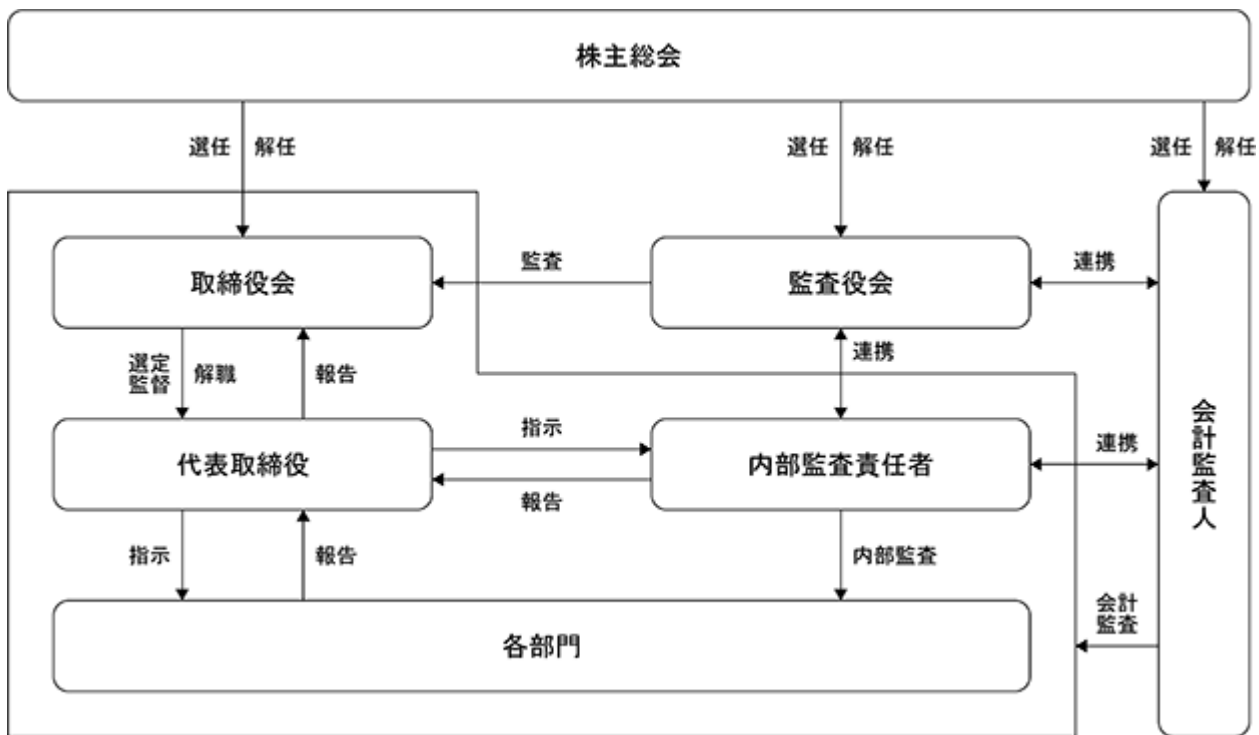 株主総会
選任 解任
選任 解任
選任 解任
取締役会
監査
監査役会
連携
選定
監督
解職
報告
連携
代表取締役
指示
報告
内部監査責任者
連携
会計監査人
指示
報告
内部監査
会計
監査
各部門